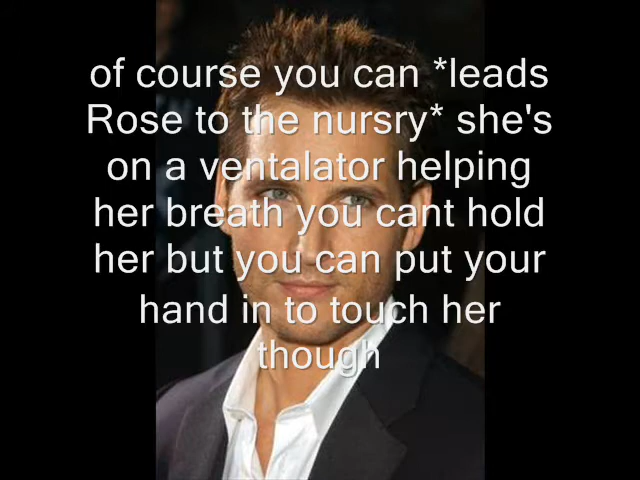 of course you can *leads
Rose to the nursry* she's
on a ventalator helping
her breath you cant hold
her but you can put your
hand in to touch her
though